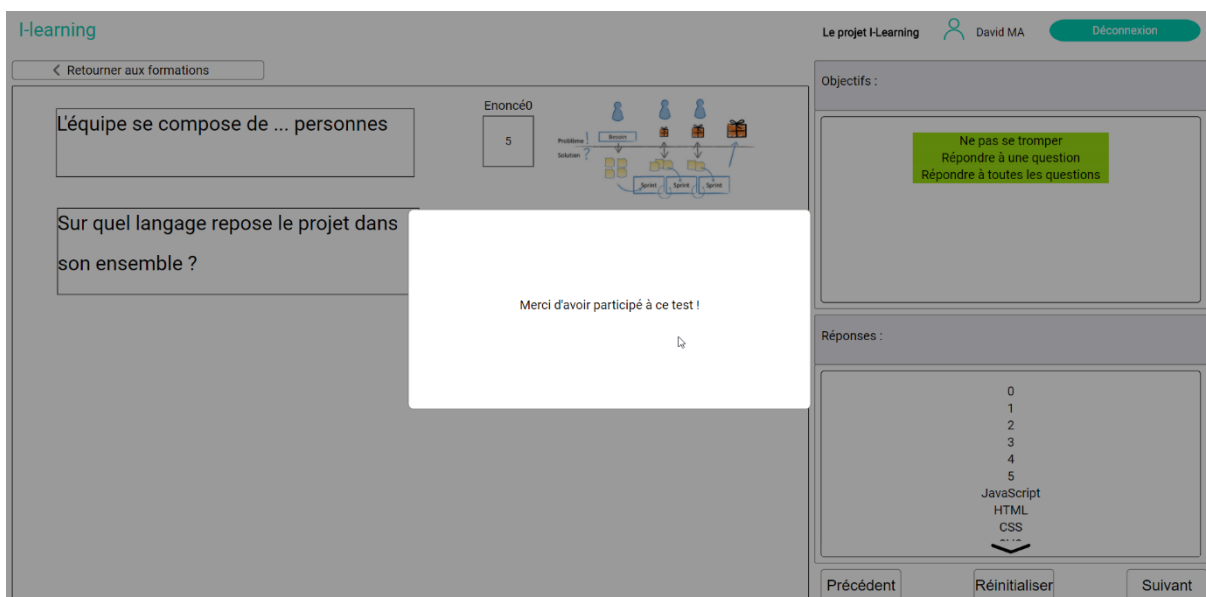 I-learning
Le projet I-Learning
David MA
Déconnexion
Retourner aux formations
L'équipe se compose de ... personnes
Enoncé0
5
Problème !
Besoin
Solution ?
Sprint
Sprint
Sprint
Sur quel langage repose le projet dans
son ensemble ?
Merci d'avoir participé à ce test !
Objectifs :
Ne pas se tromper
Répondre à une question
Répondre à toutes les questions
Réponses :
0
1
2
3
4
5
JavaScript
HTML
CSS
Précédent
Réinitialiser
Suivant